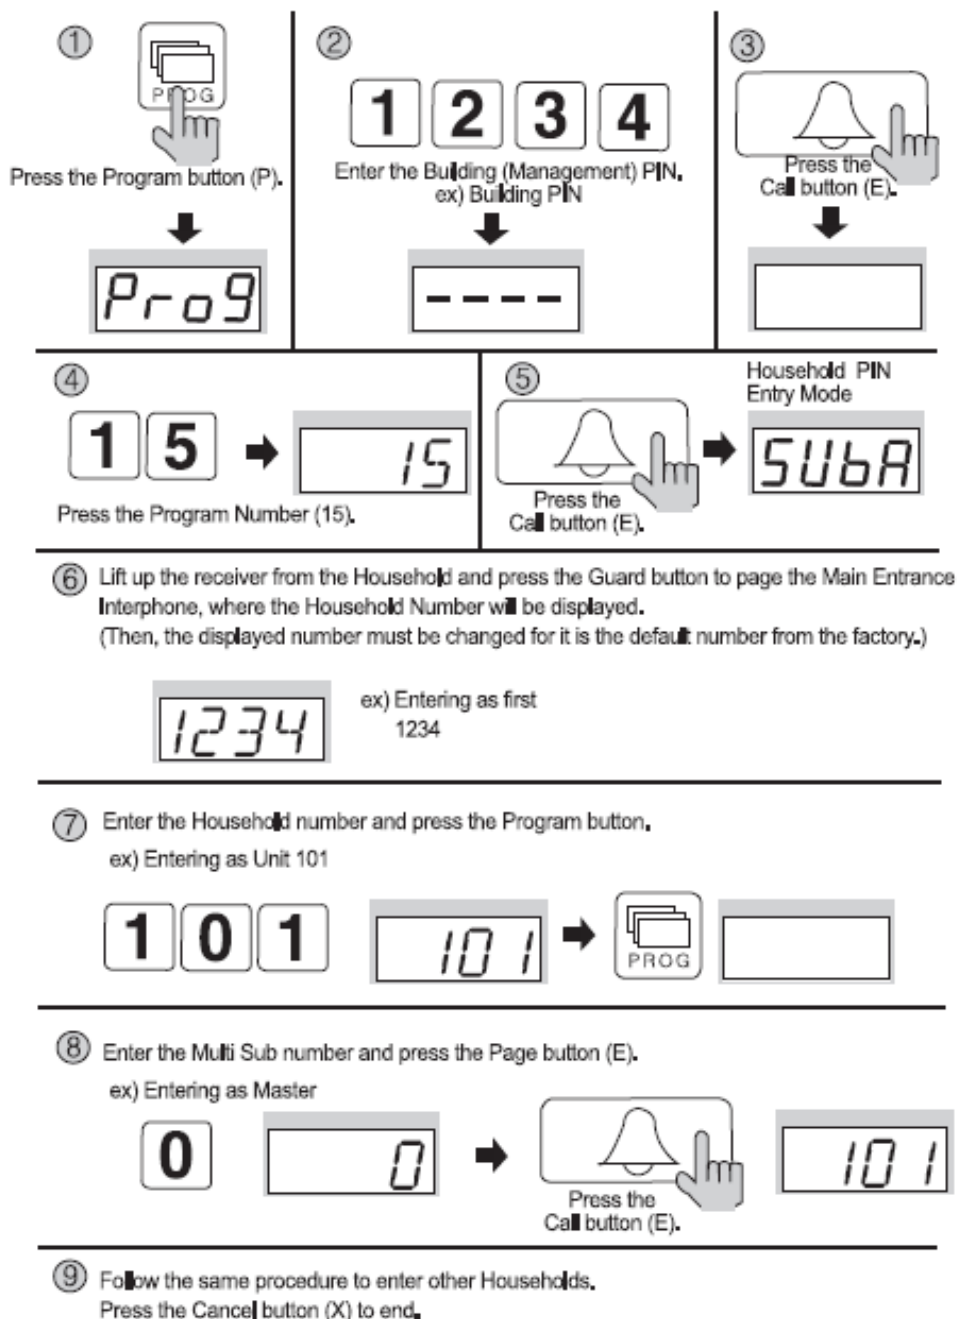 ①
PROG
Press the Program button (P).
Prog
②
1 2 3 4
Enter the Building (Management) PIN.
ex) Building PIN
----
③
Press the
Call button (E).
④
1 5
15
Press the Program Number (15).
⑤
Press the
Call button (E).
Household PIN
Entry Mode
SUbA
⑥ Lift up the receiver from the Household and press the Guard button to page the Main Entrance
Interphone, where the Household Number will be displayed.
(Then, the displayed number must be changed for it is the default number from the factory.)
1234
ex) Entering as first
1234
⑦ Enter the Household number and press the Program button.
ex) Entering as Unit 101
1 0 1
101
PROG
⑧ Enter the Multi Sub number and press the Page button (E).
ex) Entering as Master
0
0
Press the
Call button (E).
101
⑨ Follow the same procedure to enter other Households.
Press the Cancel button (X) to end.